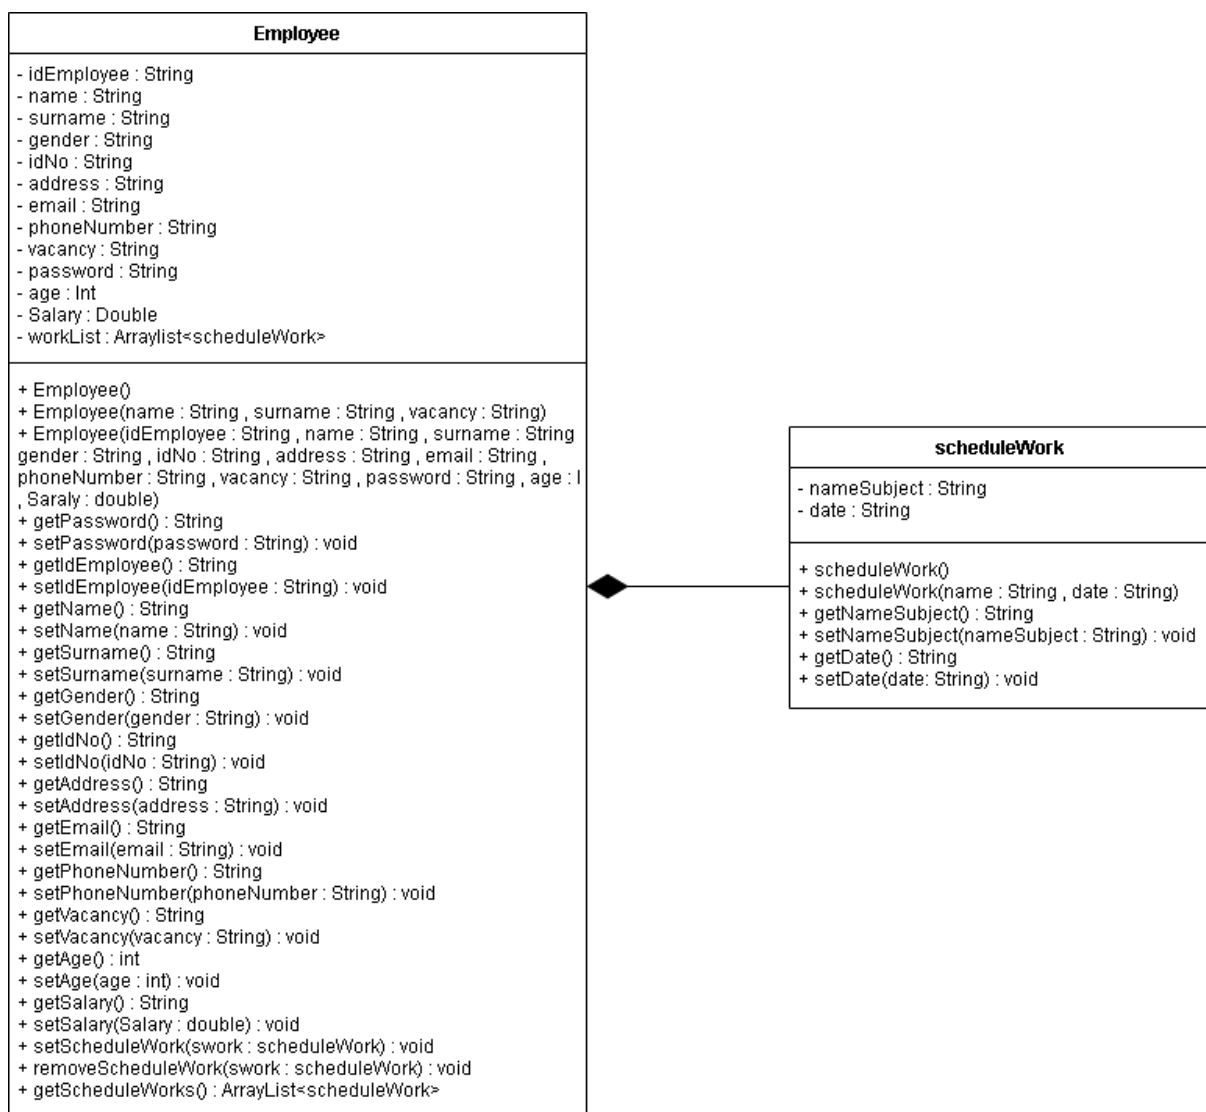 Employee
- idEmployee : String
- name : String
- surname : String
- gender : String
- idNo : String
- address : String
- email : String
- phoneNumber : String
- vacancy : String
- password : String
- age : Int
- Salary : Double
- workList : Arraylist<scheduleWork>
+ Employee()
+ Employee(name : String , surname : String , vacancy : String)
+ Employee(idEmployee : String , name : String , surname : String
gender : String , idNo : String , address : String , email : String ,
phoneNumber : String , vacancy : String , password : String , age : I
, Saraly : double)
+ getPassword() : String
+ setPassword(password : String) : void
+ getIdEmployee() : String
+ setIdEmployee(idEmployee : String) : void
+ getName() : String
+ setName(name : String) : void
+ getSurname() : String
+ setSurname(surname : String) : void
+ getGender() : String
+ setGender(gender : String) : void
+ getIdNo() : String
+ setIdNo(idNo : String) : void
+ getAddress() : String
+ setAddress(address : String) : void
+ getEmail() : String
+ setEmail(email : String) : void
+ getPhoneNumber() : String
+ setPhoneNumber(phoneNumber : String) : void
+ getVacancy() : String
+ setVacancy(vacancy : String) : void
+ getAge() : int
+ setAge(age : int) : void
+ getSalary() : String
+ setSalary(Salary : double) : void
+ setScheduleWork(swork : scheduleWork) : void
+ removeScheduleWork(swork : scheduleWork) : void
+ getScheduleWorks() : ArrayList<scheduleWork>
scheduleWork
- nameSubject : String
- date : String
+ scheduleWork()
+ scheduleWork(name : String , date : String)
+ getNameSubject() : String
+ setNameSubject(nameSubject : String) : void
+ getDate() : String
+ setDate(date: String) : void